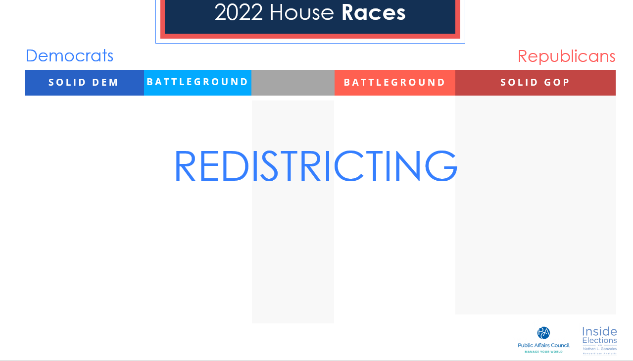 2022 House Races
Democrats
Republicans
SOLID DEM
BATTLEGROUND
BATTLEGROUND
SOLID GOP
REDISTRICTING
Public Affairs Council
Inside
Elections